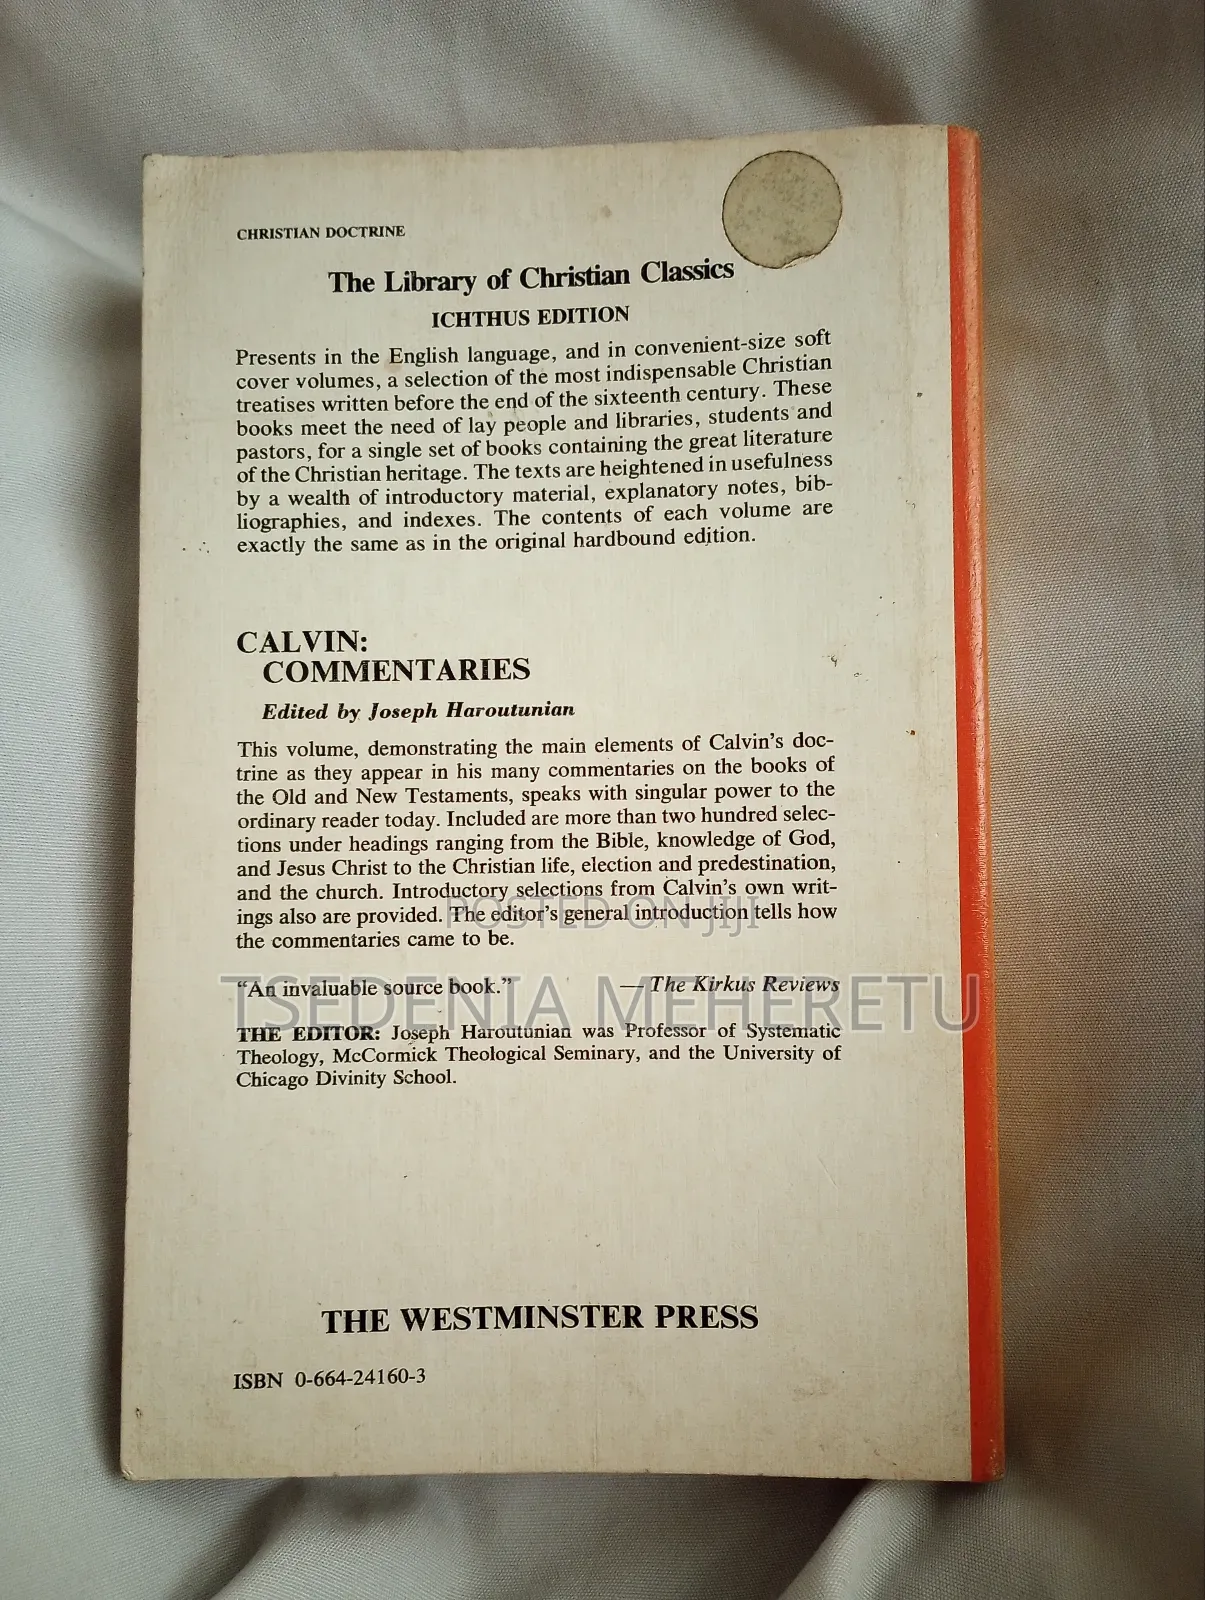 CHRISTIAN DOCTRINE
The Library of Christian Classics
ICHTHUS EDITION
Presents in the English language, and in convenient-size soft
cover volumes, a selection of the most indispensable Christian
treatises written before the end of the sixteenth century. These
books meet the need of lay people and libraries, students and
pastors, for a single set of books containing the great literature
of the Christian heritage. The texts are heightened in usefulness
by a wealth of introductory material, explanatory notes, bib-
liographies, and indexes. The contents of each volume are
exactly the same as in the original hardbound edition.
CALVIN:
COMMENTARIES
Edited by Joseph Haroutunian
This volume, demonstrating the main elements of Calvin's doc-
trine as they appear in his many commentaries on the books of
the Old and New Testaments, speaks with singular power to the
ordinary reader today. Included are more than two hundred selec-
tions under headings ranging from the Bible, knowledge of God,
and Jesus Christ to the Christian life, election and predestination,
and the church. Introductory selections from Calvin's own writ-
ings also are provided. The editor's general introduction tells how
the commentaries came to be.
POSTED ON JIJI
TSEDENIA MEHERETU
"An invaluable source book." — The Kirkus Reviews
THE EDITOR: Joseph Haroutunian was Professor of Systematic
Theology, McCormick Theological Seminary, and the University of
Chicago Divinity School.
THE WESTMINSTER PRESS
ISBN 0-664-24160-3